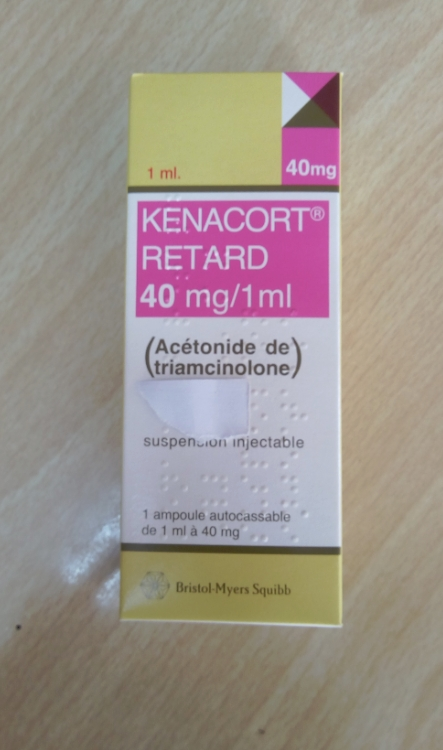 1 ml.
40mg
KENACORT®
RETARD
40 mg/1ml
(Acétonide de
triamcinolone)
suspension injectable
1 ampoule autocassable
de 1 ml à 40 mg
Bristol-Myers Squibb